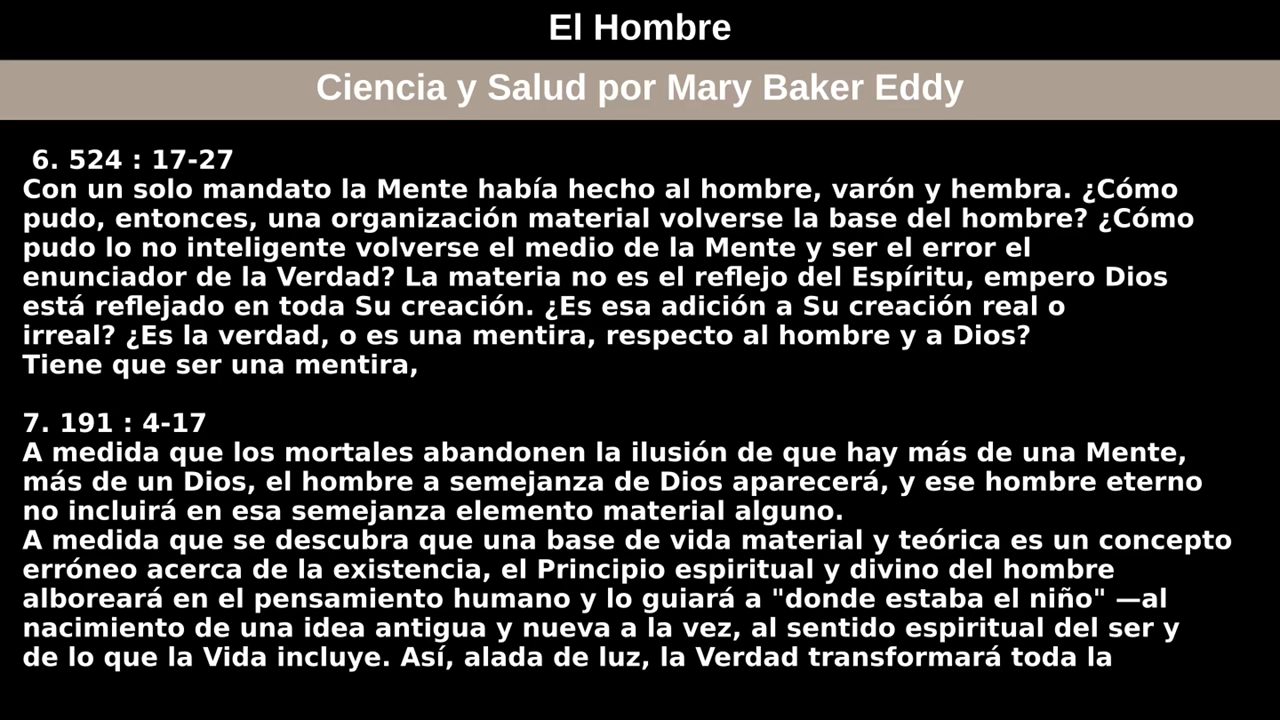 El Hombre
Ciencia y Salud por Mary Baker Eddy
6. 524 : 17-27
Con un solo mandato la Mente había hecho al hombre, varón y hembra. ¿Cómo
pudo, entonces, una organización material volverse la base del hombre? ¿Cómo
pudo lo no inteligente volverse el medio de la Mente y ser el error el
enunciador de la Verdad? La materia no es el reflejo del Espíritu, empero Dios
está reflejado en toda Su creación. ¿Es esa adición a Su creación real o
irreal? ¿Es la verdad, o es una mentira, respecto al hombre y a Dios?
Tiene que ser una mentira,
7. 191 : 4-17
A medida que los mortales abandonen la ilusión de que hay más de una Mente,
más de un Dios, el hombre a semejanza de Dios aparecerá, y ese hombre eterno
no incluirá en esa semejanza elemento material alguno.
A medida que se descubra que una base de vida material y teórica es un concepto
erróneo acerca de la existencia, el Principio espiritual y divino del hombre
alboreará en el pensamiento humano y lo guiará a "donde estaba el niño" —al
nacimiento de una idea antigua y nueva a la vez, al sentido espiritual del ser y
de lo que la Vida incluye. Así, alada de luz, la Verdad transformará toda la